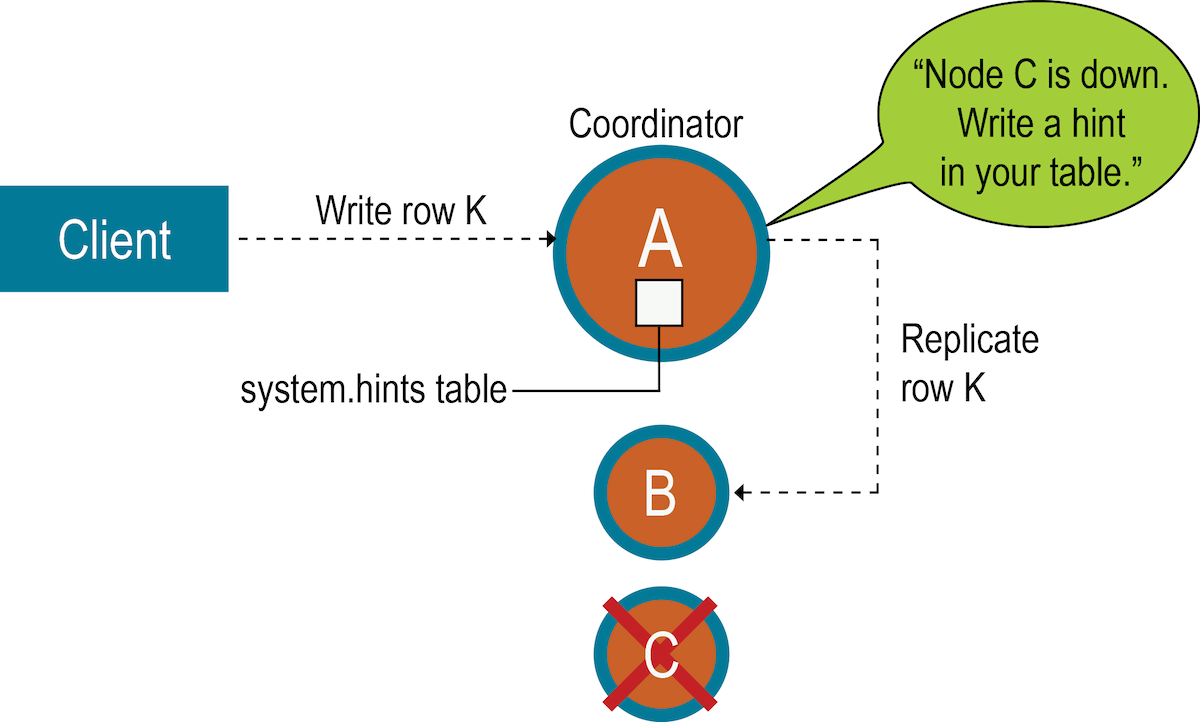 “Node C is down.
Write a hint
in your table.”
Coordinator
Write row K
Client
A
system.hints table
Replicate
row K
B
C